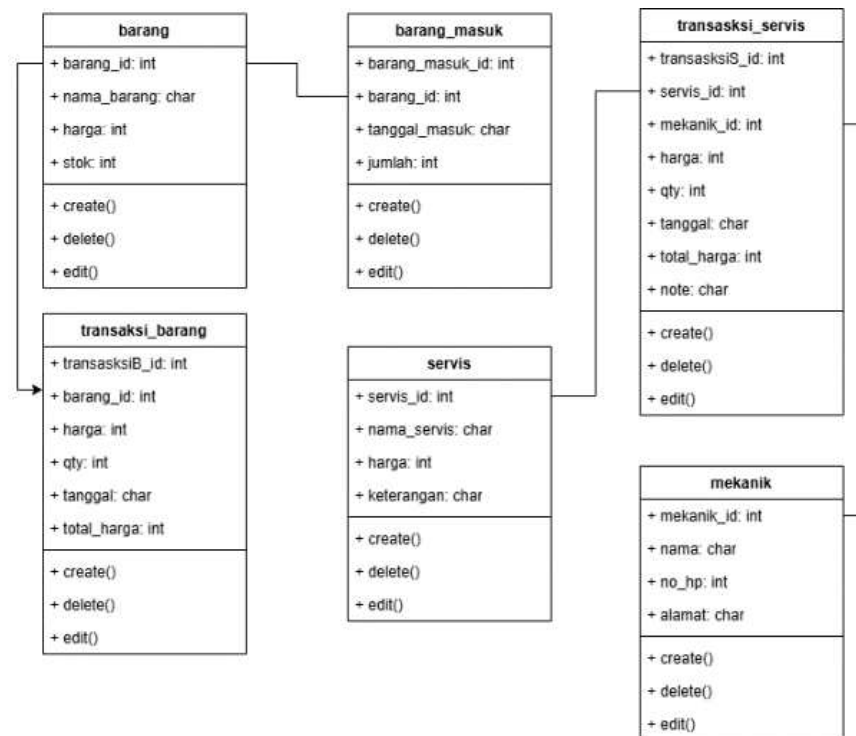 barang
+ barang_id: int
+ nama_barang: char
+ harga: int
+ stok: int
+ create()
+ delete()
+ edit()
barang_masuk
+ barang_masuk_id: int
+ barang_id: int
+ tanggal_masuk: char
+ jumlah: int
+ create()
+ delete()
+ edit()
transasksi_servis
+ transasksiS_id: int
+ servis_id: int
+ mekanik_id: int
+ harga: int
+ qty: int
+ tanggal: char
+ total_harga: int
+ note: char
+ create()
+ delete()
+ edit()
transaksi_barang
+ transasksiB_id: int
+ barang_id: int
+ harga: int
+ qty: int
+ tanggal: char
+ total_harga: int
+ create()
+ delete()
+ edit()
servis
+ servis_id: int
+ nama_servis: char
+ harga: int
+ keterangan: char
+ create()
+ delete()
+ edit()
mekanik
+ mekanik_id: int
+ nama: char
+ no_hp: int
+ alamat: char
+ create()
+ delete()
+ edit()